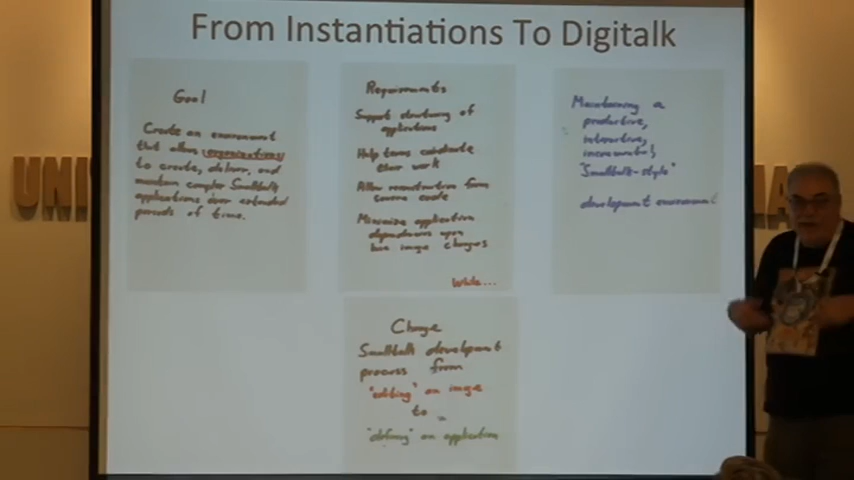 From Instantiations To Digitalk
Goal
Create an environment
that allows organizations
to create, deliver, and
maintain complex Smalltalk
applications over extended
periods of time.
Requirements
Support structuring of
applications
Help teams coordinate
their work
Allow reconstruction from
source code
Minimize application
dependencies upon
base image changes
While...
Maintaining a
productive,
interactive,
incremental,
"Smalltalk-style"
development environment
Change
Smalltalk development
process from
"editing" an image
to
"defining" an application
UNI
A